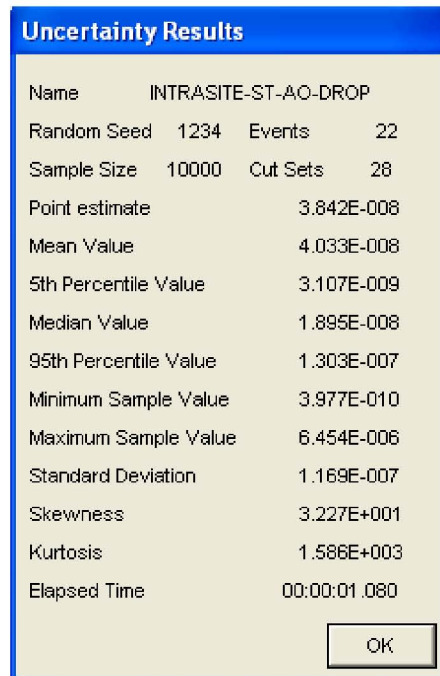 Uncertainty Results
Name INTRASITE-ST-AO-DROP
Random Seed 1234 Events 22
Sample Size 10000 Cut Sets 28
Point estimate 3.842E-008
Mean Value 4.033E-008
5th Percentile Value 3.107E-009
Median Value 1.895E-008
95th Percentile Value 1.303E-007
Minimum Sample Value 3.977E-010
Maximum Sample Value 6.454E-006
Standard Deviation 1.169E-007
Skewness 3.227E+001
Kurtosis 1.586E+003
Elapsed Time 00:00:01.080
OK